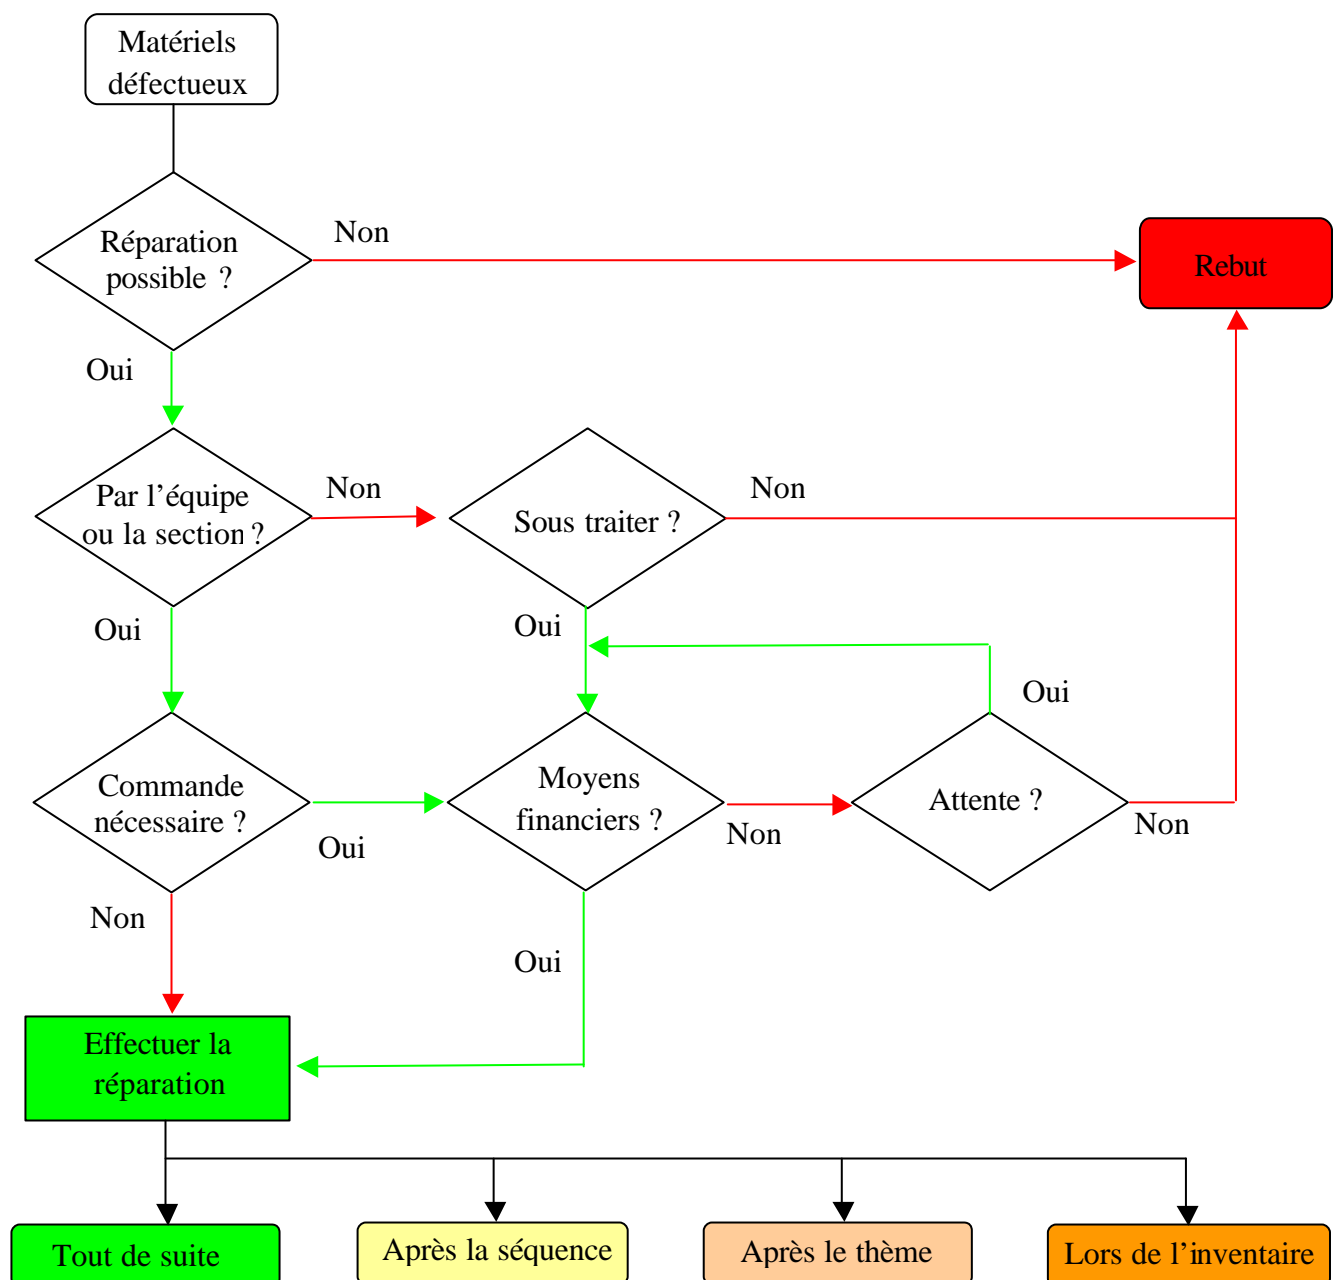 Matériels
défectueux
Réparation
possible ?
Non
Rebut
Oui
Par l’équipe
ou la section ?
Non
Sous traiter ?
Non
Oui
Oui
Oui
Commande
nécessaire ?
Oui
Moyens
financiers ?
Non
Attente ?
Non
Non
Oui
Effectuer la
réparation
Tout de suite
Après la séquence
Après le thème
Lors de l’inventaire